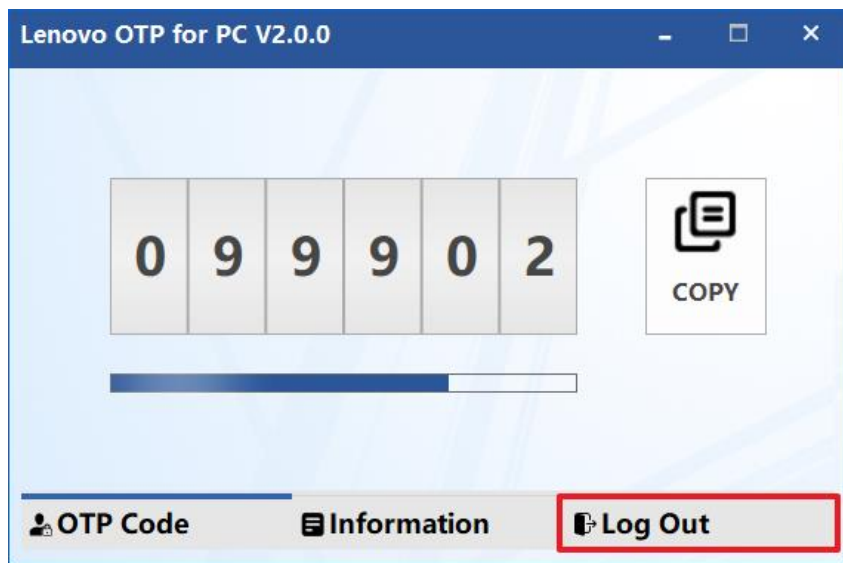 Lenovo OTP for PC V2.0.0
0 9 9 9 0 2
COPY
OTP Code Information Log Out